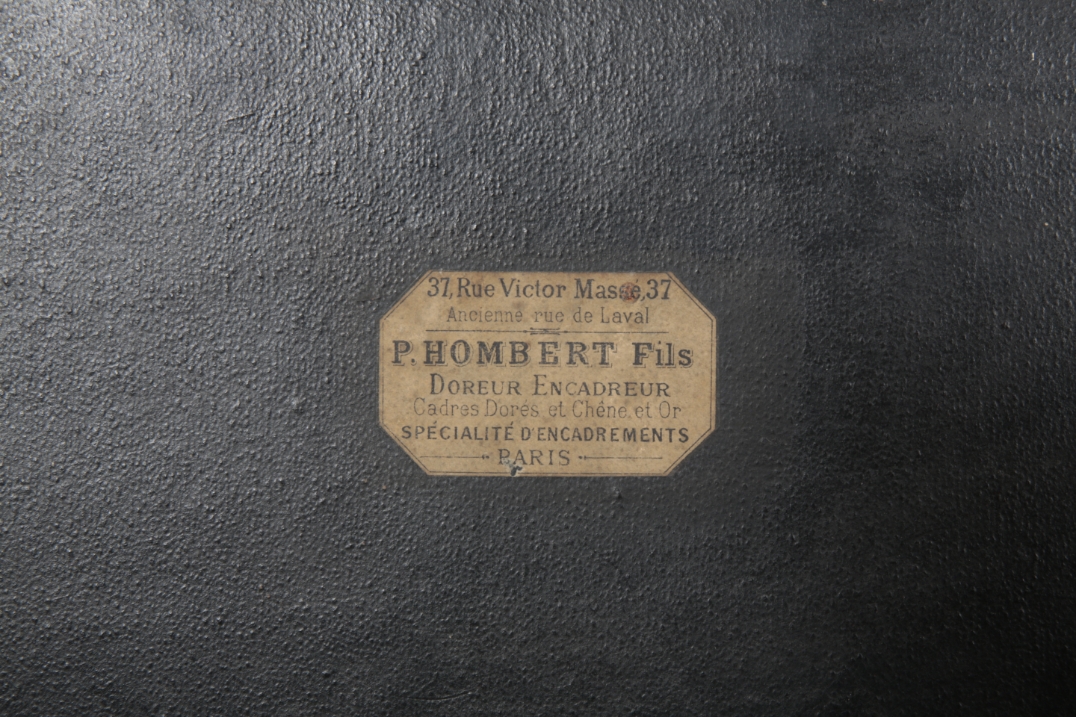 37, Rue Victor Massé, 37
Ancienne rue de Laval
P. HOMBERT Fils
DOREUR ENCADREUR
Cadres Dorés et Chêne et Or
SPÉCIALITÉ D'ENCADREMENTS
PARIS